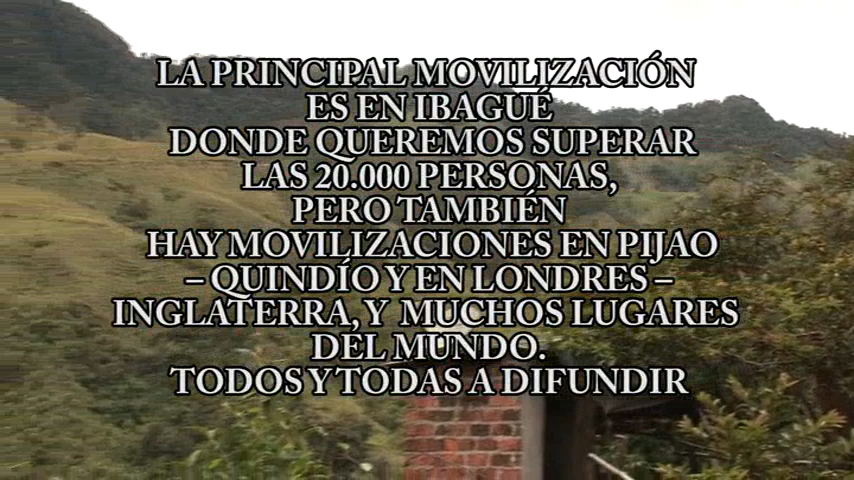 LA PRINCIPAL MOVILIZACIÓN
ES EN IBAGUÉ
DONDE QUEREMOS SUPERAR
LAS 20.000 PERSONAS,
PERO TAMBIÉN
HAY MOVILIZACIONES EN PIJAO
– QUINDÍO Y EN LONDRES –
INGLATERRA, Y MUCHOS LUGARES
DEL MUNDO.
TODOS Y TODAS A DIFUNDIR